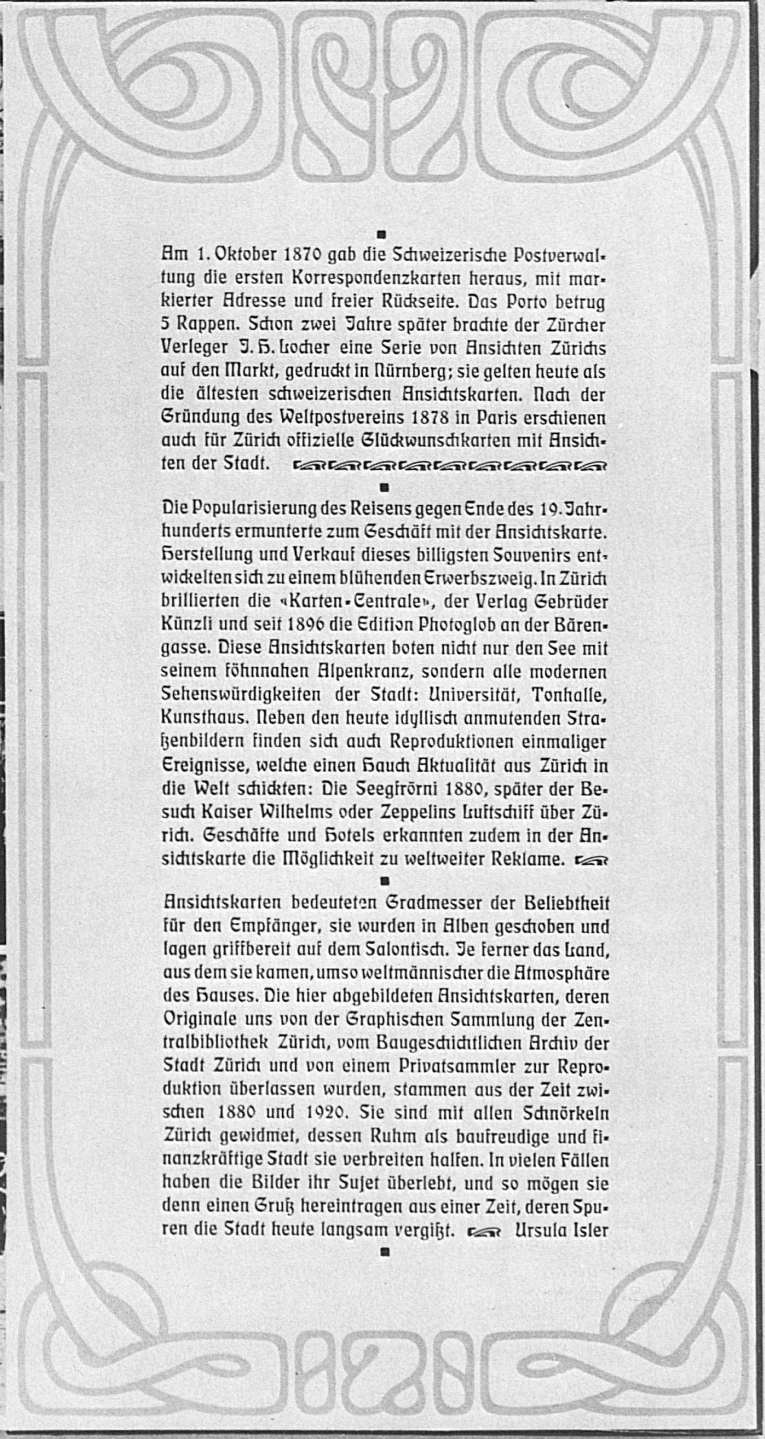 Am 1. Oktober 1870 gab die Schweizerische Postverwal-
tung die ersten Korrespondenzkarten heraus, mit mar-
kierter Adresse und freier Rückseite. Das Porto betrug
5 Rappen. Schon zwei Jahre später brachte der Zürcher
Verleger J. H. Locher eine Serie von Ansichten Zürichs
auf den Markt, gedruckt in Nürnberg; sie gelten heute als
die ältesten schweizerischen Ansichtskarten. Nach der
Gründung des Weltpostvereins 1878 in Paris erschienen
auch für Zürich offizielle Glückwunschkarten mit Ansich-
ten der Stadt.
Die Popularisierung des Reisens gegen Ende des 19. Jahr-
hunderts ermunterte zum Geschäft mit der Ansichtskarte.
Herstellung und Verkauf dieses billigsten Souvenirs ent-
wickelten sich zu einem blühenden Erwerbszweig. In Zürich
brillierten die «Karten-Centrale», der Verlag Gebrüder
Künzli und seit 1896 die Edition Photoglob an der Bären-
gasse. Diese Ansichtskarten boten nicht nur den See mit
seinem föhnnahen Alpenkranz, sondern alle modernen
Sehenswürdigkeiten der Stadt: Universität, Tonhalle,
Kunsthaus. Neben den heute idyllisch anmutenden Stra-
ßenbildern finden sich auch Reproduktionen einmaliger
Ereignisse, welche einen Hauch Aktualität aus Zürich in
die Welt schickten: Die Seegfrörni 1880, später der Be-
such Kaiser Wilhelms oder Zeppelins Luftschiff über Zü-
rich. Geschäfte und Hotels erkannten zudem in der An-
sichtskarte die Möglichkeit zu weltweiter Reklame.
Ansichtskarten bedeuteten Gradmesser der Beliebtheit
für den Empfänger, sie wurden in Alben geschoben und
lagen griffbereit auf dem Salontisch. Je ferner das Land,
aus dem sie kamen, umso weltmännischer die Atmosphäre
des Hauses. Die hier abgebildeten Ansichtskarten, deren
Originale uns von der Graphischen Sammlung der Zen-
tralbibliothek Zürich, vom Baugeschichtlichen Archiv der
Stadt Zürich und von einem Privatsammler zur Repro-
duktion überlassen wurden, stammen aus der Zeit zwi-
schen 1880 und 1920. Sie sind mit allen Schnörkeln
Zürich gewidmet, dessen Ruhm als baufreudige und fi-
nanzkräftige Stadt sie verbreiten halfen. In vielen Fällen
haben die Bilder ihr Sujet überlebt, und so mögen sie
denn einen Gruß hereintragen aus einer Zeit, deren Spu-
ren die Stadt heute langsam vergißt. Ursula Isler